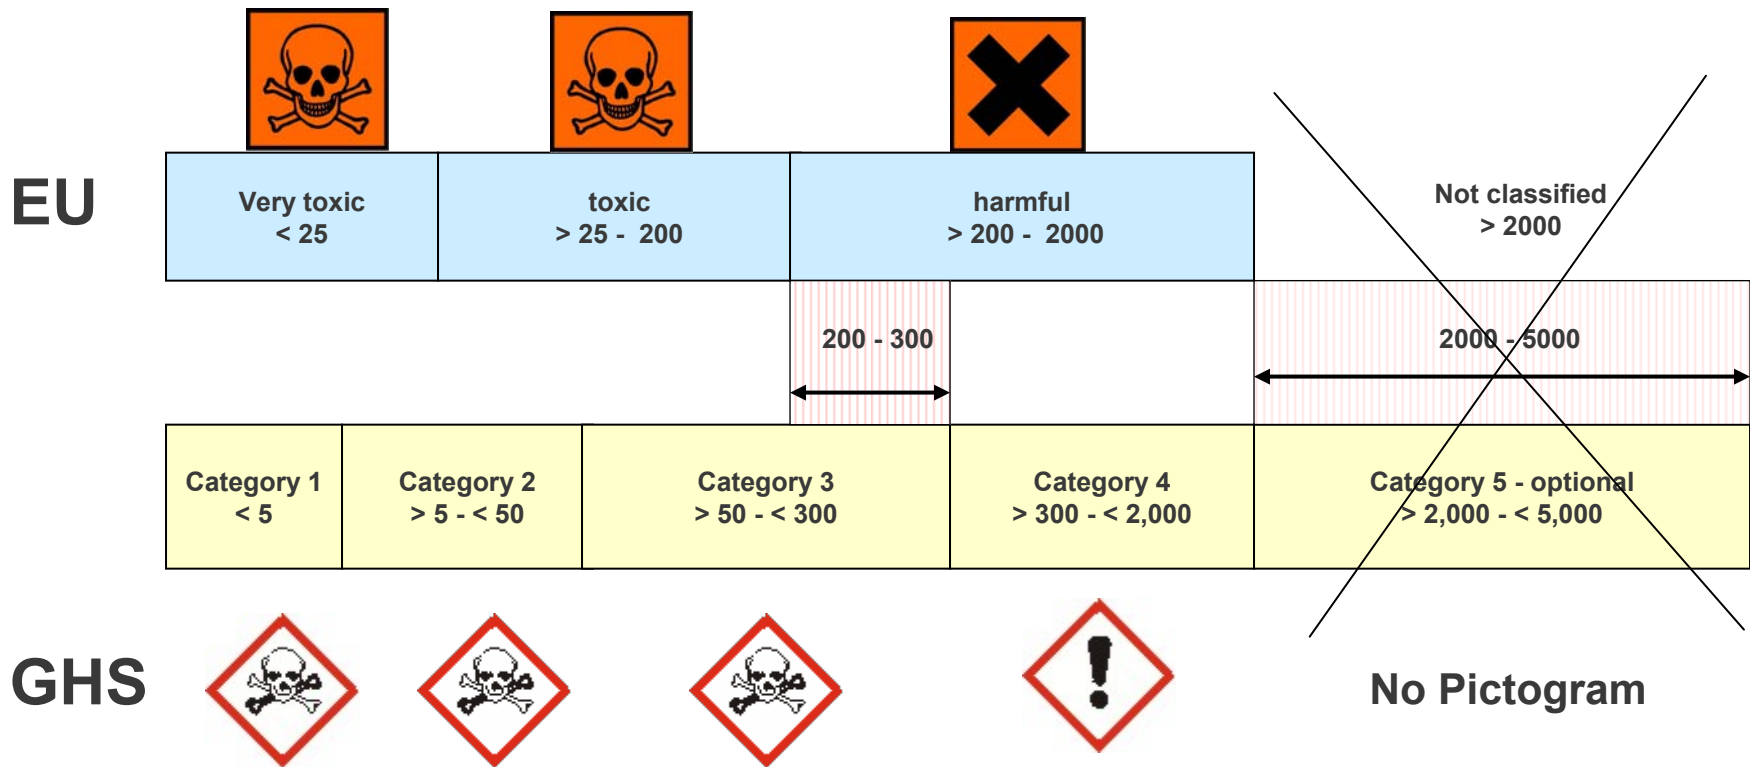 EU
Very toxic
< 25
toxic
> 25 -  200
harmful
> 200 -  2000
Not classified
> 2000
200 - 300
2000 - 5000
Category 1
< 5
Category 2
> 5 - < 50
Category 3
> 50 - < 300
Category 4
> 300 - < 2,000
Category 5 - optional
> 2,000 - < 5,000
GHS
No Pictogram